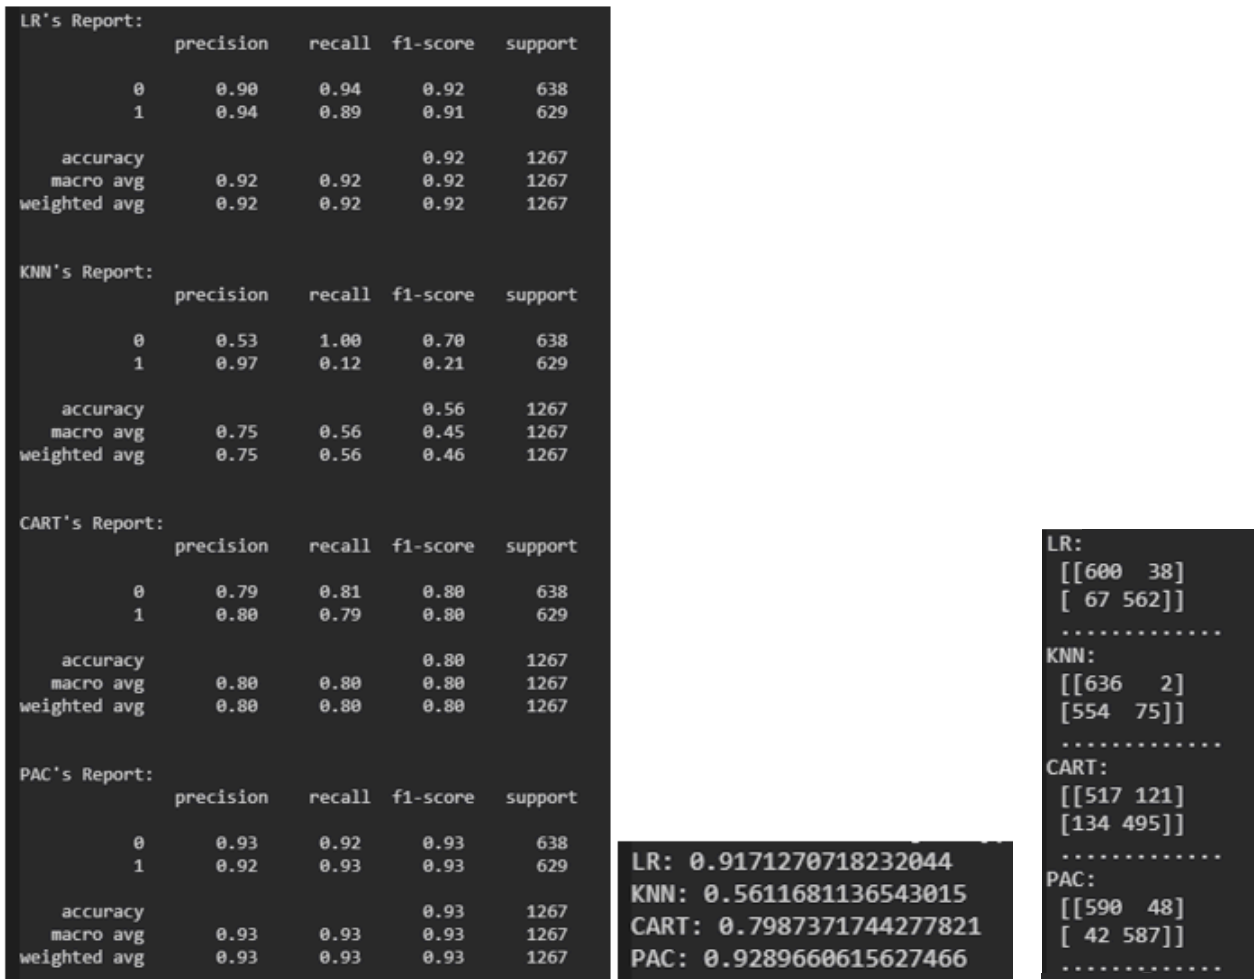 LR's Report:
precision recall f1-score support
0 0.90 0.94 0.92 638
1 0.94 0.89 0.91 629
accuracy 0.92 1267
macro avg 0.92 0.92 0.92 1267
weighted avg 0.92 0.92 0.92 1267
KNN's Report:
precision recall f1-score support
0 0.53 1.00 0.70 638
1 0.97 0.12 0.21 629
accuracy 0.56 1267
macro avg 0.75 0.56 0.45 1267
weighted avg 0.75 0.56 0.46 1267
CART's Report:
precision recall f1-score support
0 0.79 0.81 0.80 638
1 0.80 0.79 0.80 629
accuracy 0.80 1267
macro avg 0.80 0.80 0.80 1267
weighted avg 0.80 0.80 0.80 1267
PAC's Report:
precision recall f1-score support
0 0.93 0.92 0.93 638
1 0.92 0.93 0.93 629
accuracy 0.93 1267
macro avg 0.93 0.93 0.93 1267
weighted avg 0.93 0.93 0.93 1267
LR: 0.9171270718232044
KNN: 0.5611681136543015
CART: 0.7987371744277821
PAC: 0.9289660615627466
LR:
[[600 38]
[ 67 562]]
.............
KNN:
[[636 2]
[554 75]]
.............
CART:
[[517 121]
[134 495]]
.............
PAC:
[[590 48]
[ 42 587]]
.............